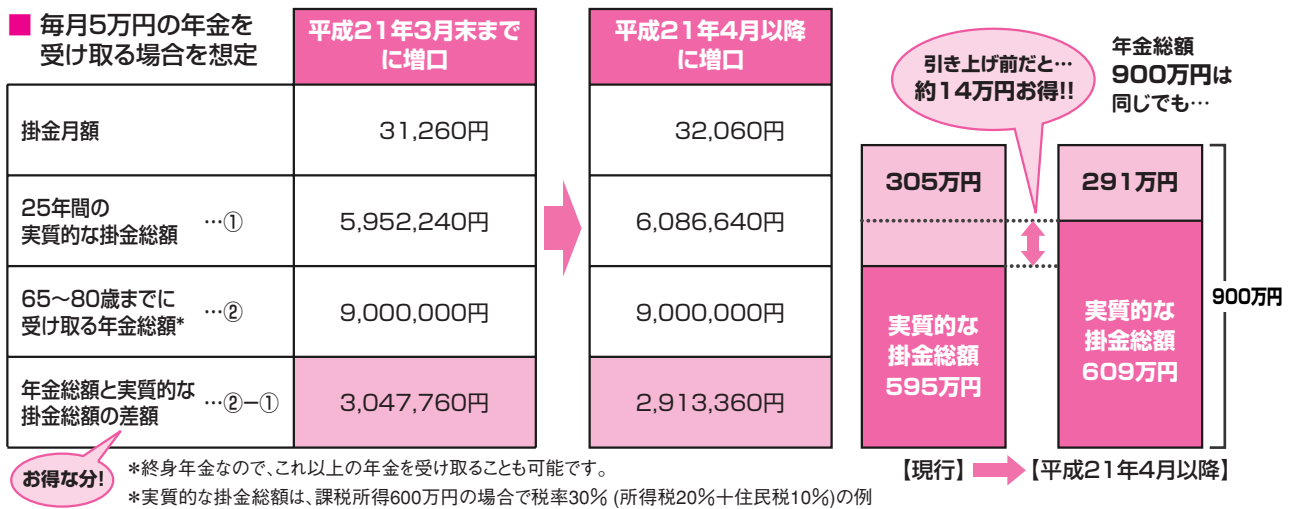 ■ 毎月5万円の年金を
受け取る場合を想定
平成21年3月末まで
に増口
平成21年4月以降
に増口
掛金月額
31,260円
32,060円
25年間の
実質的な掛金総額 …①
5,952,240円
6,086,640円
65～80歳までに
受け取る年金総額* …②
9,000,000円
9,000,000円
年金総額と実質的な
掛金総額の差額 …②－①
3,047,760円
2,913,360円
お得な分!
＊終身年金なので、これ以上の年金を受け取ることも可能です。
＊実質的な掛金総額は、課税所得600万円の場合で税率30％ (所得税20％＋住民税10％)の例
引き上げ前だと…
約14万円お得!!
年金総額
900万円は
同じでも…
305万円
291万円
実質的な
掛金総額
595万円
実質的な
掛金総額
609万円
900万円
【現行】
【平成21年4月以降】